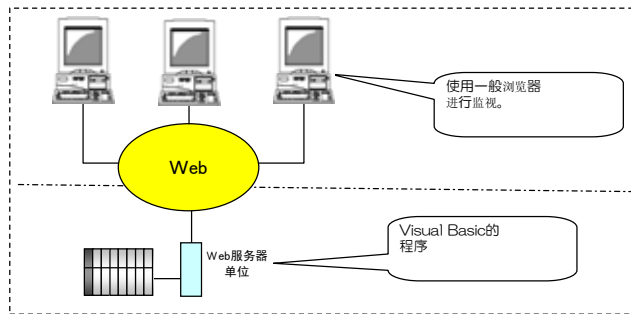 使用一般浏览器
进行监视。
Web
Visual Basic的
程序
Web服务器
单位